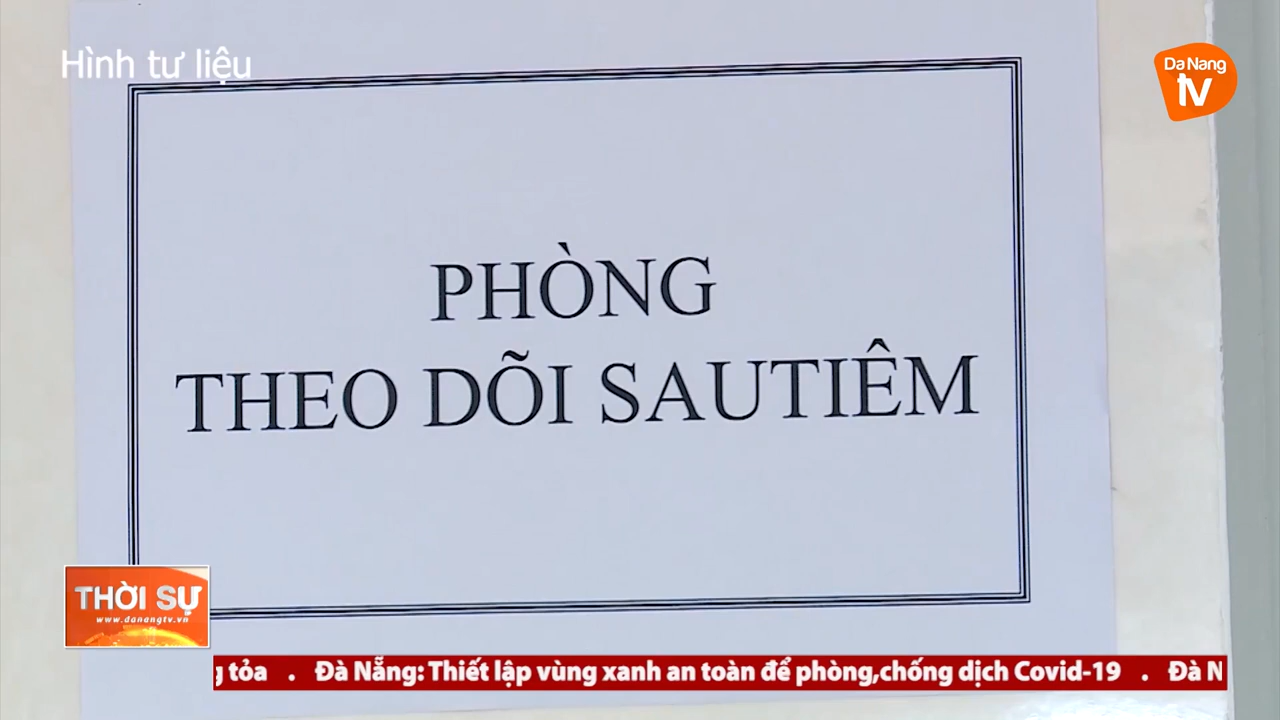 Hình tư liệu
Da Nang
tv
PHÒNG
THEO DÕI SAUTIÊM
THỜI SỰ
www.danangtv.vn
g tỏa . Đà Nẵng: Thiết lập vùng xanh an toàn để phòng,chống dịch Covid-19 . Đà N